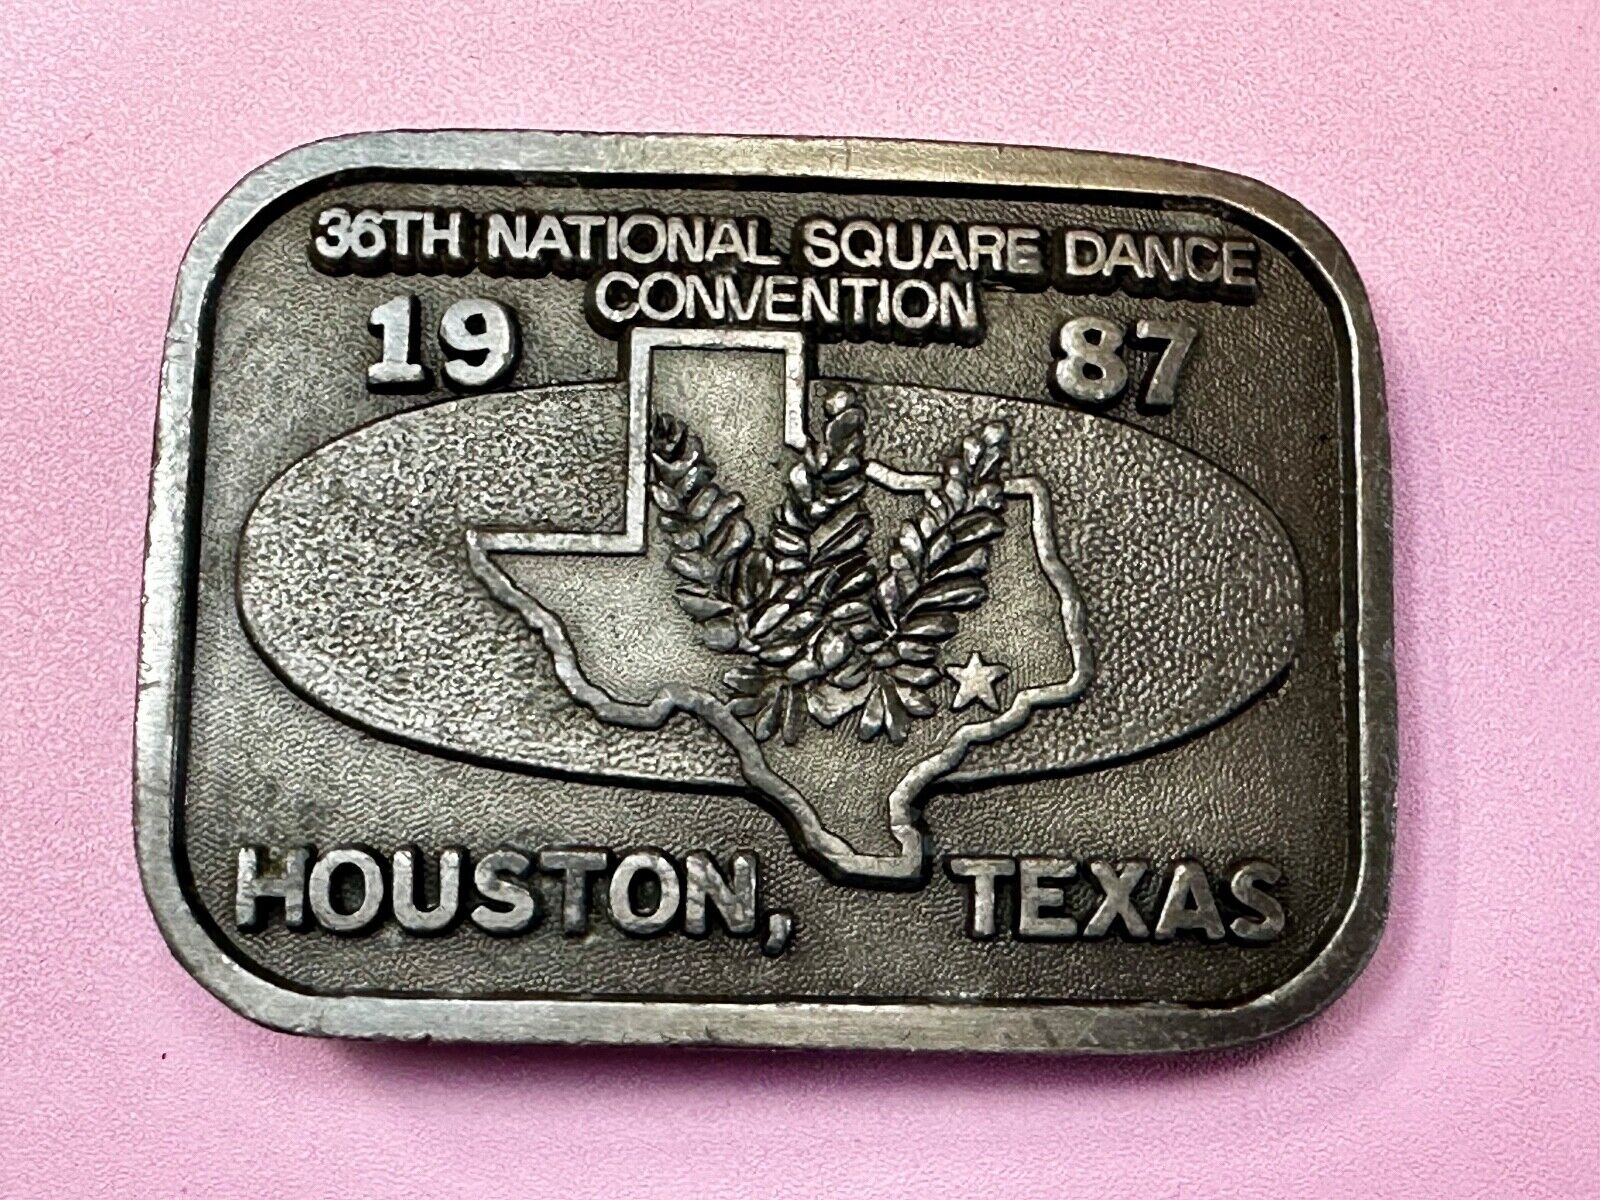 36TH NATIONAL SQUARE DANCE
CONVENTION
19 87
HOUSTON, TEXAS